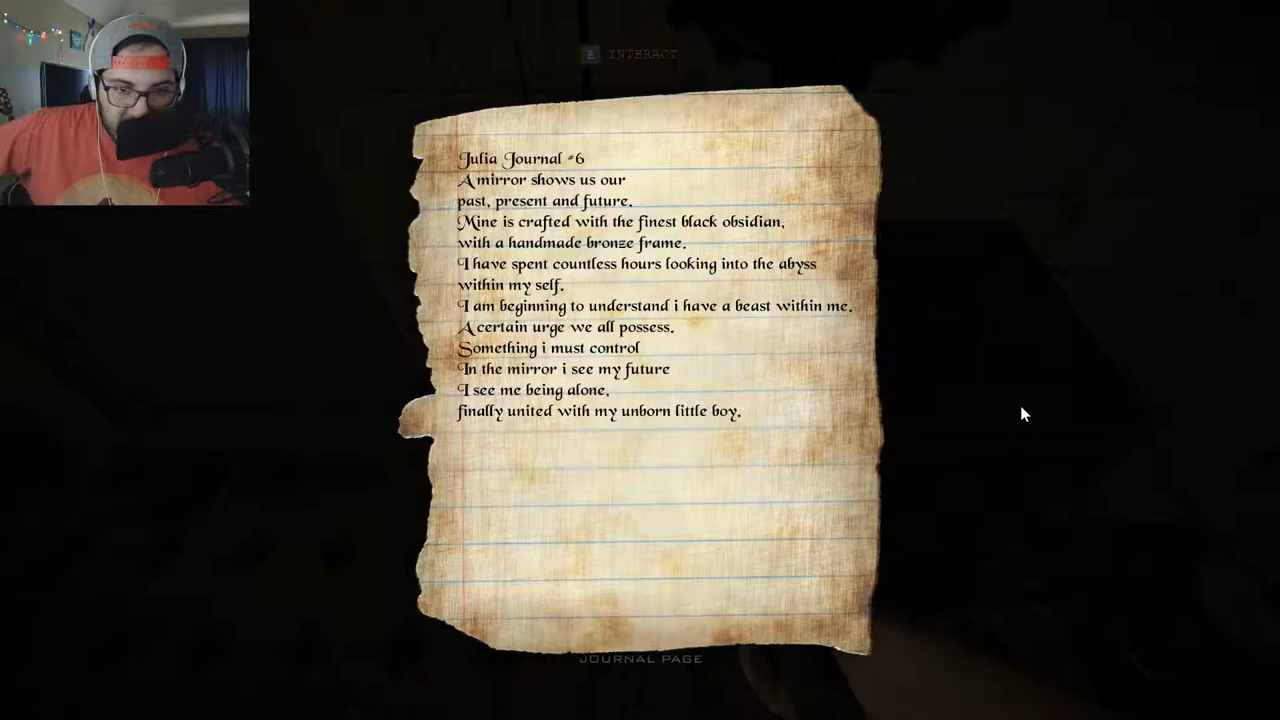 E INTERACT
Julia Journal #6
A mirror shows us our
past, present and future.
Mine is crafted with the finest black obsidian,
with a handmade bronze frame.
I have spent countless hours looking into the abyss
within my self.
I am beginning to understand i have a beast within me.
A certain urge we all possess.
Something i must control
In the mirror i see my future
I see me being alone,
finally united with my unborn little boy.
JOURNAL PAGE